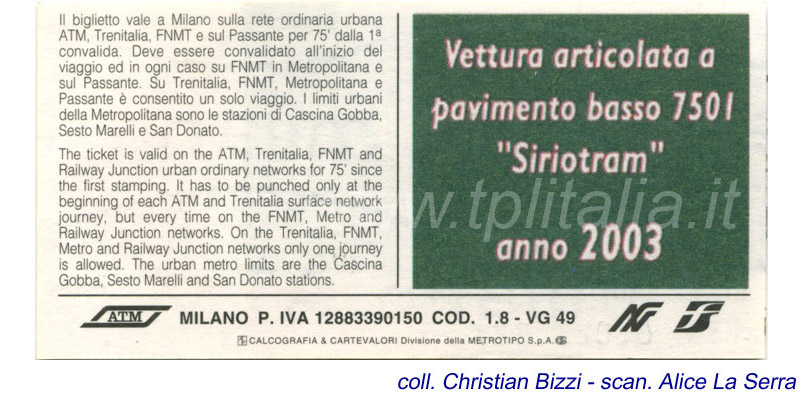 Il biglietto vale a Milano sulla rete ordinaria urbana
ATM, Trenitalia, FNMT e sul Passante per 75' dalla 1ª
convalida. Deve essere convalidato all'inizio del
viaggio ed in ogni caso su FNMT in Metropolitana e
sul Passante. Su Trenitalia, FNMT, Metropolitana e
Passante è consentito un solo viaggio. I limiti urbani
della Metropolitana sono le stazioni di Cascina Gobba,
Sesto Marelli e San Donato.
The ticket is valid on the ATM, Trenitalia, FNMT and
Railway Junction urban ordinary networks for 75' since
the first stamping. It has to be punched only at the
beginning of each ATM and Trenitalia surface network
journey, but every time on the FNMT, Metro and
Railway Junction networks. On the Trenitalia, FNMT,
Metro and Railway Junction networks only one journey
is allowed. The urban metro limits are the Cascina
Gobba, Sesto Marelli and San Donato stations.
Vettura articolata a
pavimento basso 7501
"Siriotram"
anno 2003
www.tplitalia.it
ATM MILANO P. IVA 12883390150 COD. 1.8 - VG 49
CALCOGRAFIA & CARTEVALORI Divisione della METROTIPO S.p.A.
coll. Christian Bizzi - scan. Alice La Serra